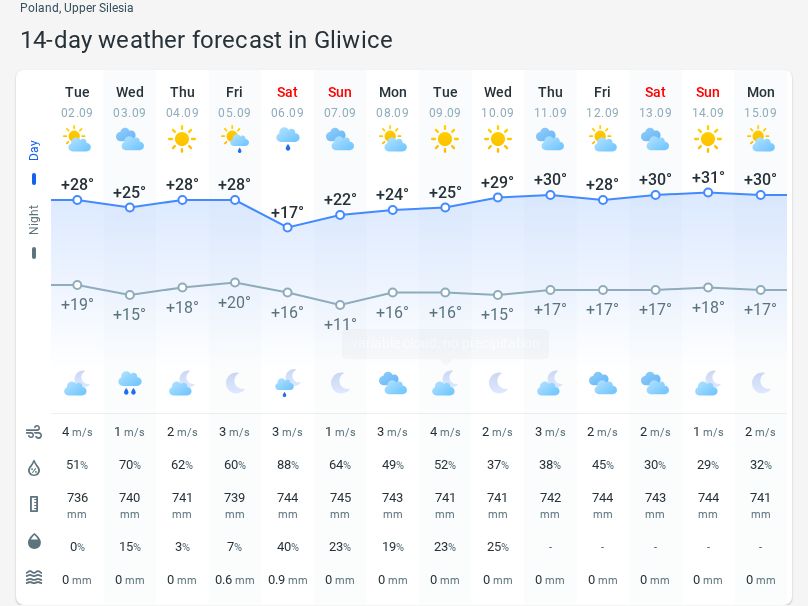 Poland, Upper Silesia
14-day weather forecast in Gliwice
Tue Wed Thu Fri Sat Sun Mon Tue Wed Thu Fri Sat Sun Mon
02.09 03.09 04.09 05.09 06.09 07.09 08.09 09.09 10.09 11.09 12.09 13.09 14.09 15.09
Day
+28° +25° +28° +28° +17° +22° +24° +25° +29° +30° +28° +30° +31° +30°
Night
+19° +15° +18° +20° +16° +11° +16° +16° +15° +17° +17° +17° +18° +17°
variable cloud, no precipitation
4 m/s 1 m/s 2 m/s 3 m/s 3 m/s 1 m/s 3 m/s 4 m/s 2 m/s 3 m/s 2 m/s 2 m/s 1 m/s 2 m/s
51% 70% 62% 60% 88% 64% 49% 52% 37% 38% 45% 30% 29% 32%
736 740 741 739 744 745 743 741 741 742 744 743 744 741
mm mm mm mm mm mm mm mm mm mm mm mm mm mm
0% 15% 3% 7% 40% 23% 19% 23% 25% - - - - -
0 mm 0 mm 0 mm 0.6 mm 0.9 mm 0 mm 0 mm 0 mm 0 mm 0 mm 0 mm 0 mm 0 mm 0 mm